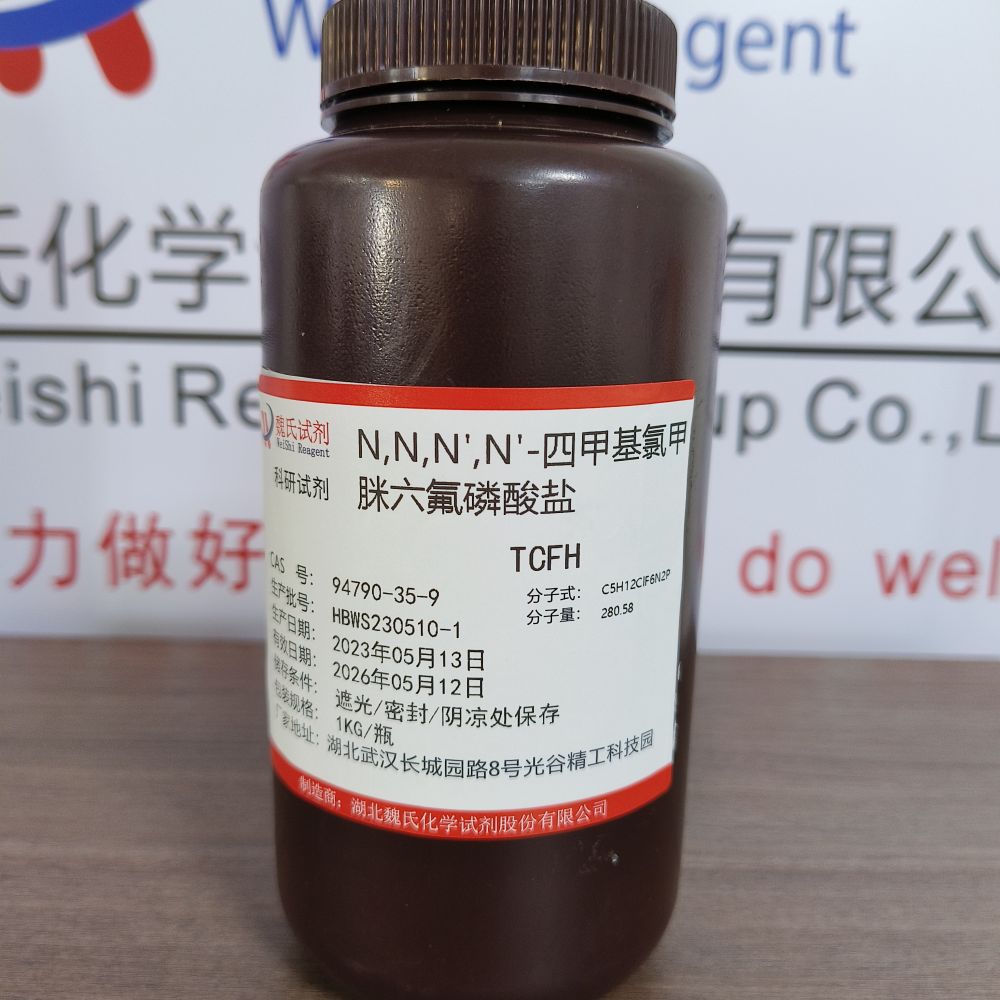 W
gent
氏化学
有限公
eishi Re
up Co.,L
力做好
do wel
魏氏试剂
WeiShi Reagent
科研试剂
N,N,N',N'-四甲基氯甲
脒六氟磷酸盐
TCFH
CAS 号: 94790-35-9
分子式: C5H12ClF6N2P
生产批号: HBWS230510-1
分子量: 280.58
生产日期: 2023年05月13日
有效日期: 2026年05月12日
储存条件: 遮光/密封/阴凉处保存
包装规格: 1KG/瓶
厂家地址: 湖北武汉长城园路8号光谷精工科技园
制造商: 湖北魏氏化学试剂股份有限公司